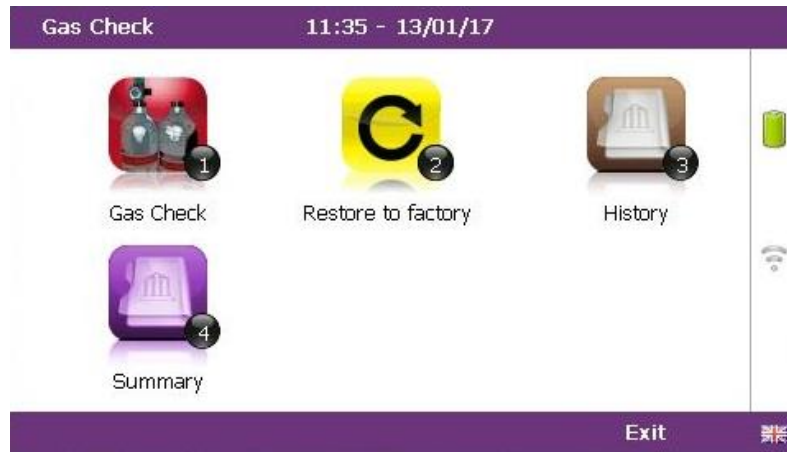 Gas Check 11:35 - 13/01/17
1 2 3
Gas Check Restore to factory History
4
Summary
Exit